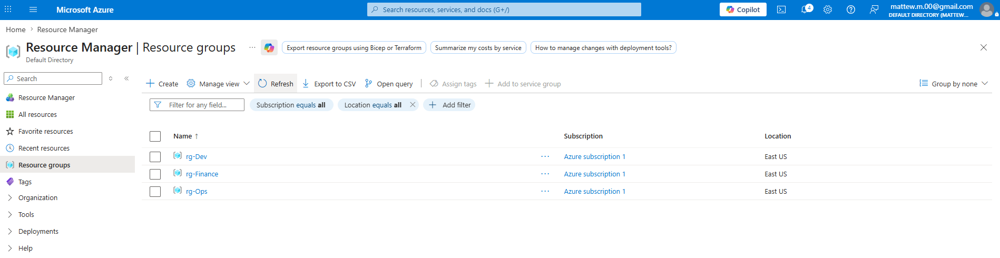 Microsoft Azure
Search resources, services, and docs (G+/)
Copilot
4
mattew.m.00@gmail.com
DEFAULT DIRECTORY (MATTEW...
Home > Resource Manager
Resource Manager | Resource groups
...
Export resource groups using Bicep or Terraform
Summarize my costs by service
How to manage changes with deployment tools?
Default Directory
Search
Resource Manager
All resources
Favorite resources
Recent resources
Resource groups
Tags
Organization
Tools
Deployments
Help
Create Manage view Refresh Export to CSV Open query Assign tags Add to service group Group by none
Filter for any field... Subscription equals all Location equals all Add filter
Name ↑ Subscription Location
rg-Dev ... Azure subscription 1 East US
rg-Finance ... Azure subscription 1 East US
rg-Ops ... Azure subscription 1 East US